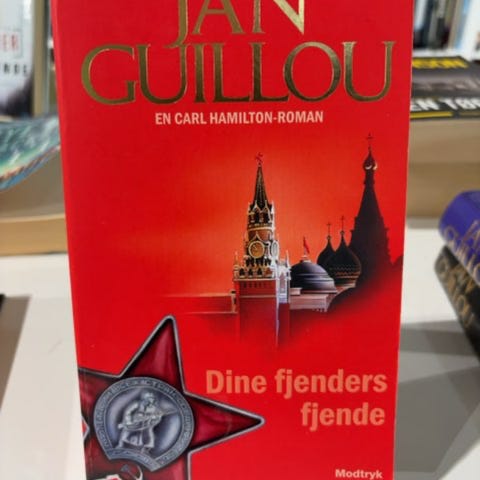 JAN
GUILLOU
EN CARL HAMILTON-ROMAN
Dine fjenders
fjende
Modtryk